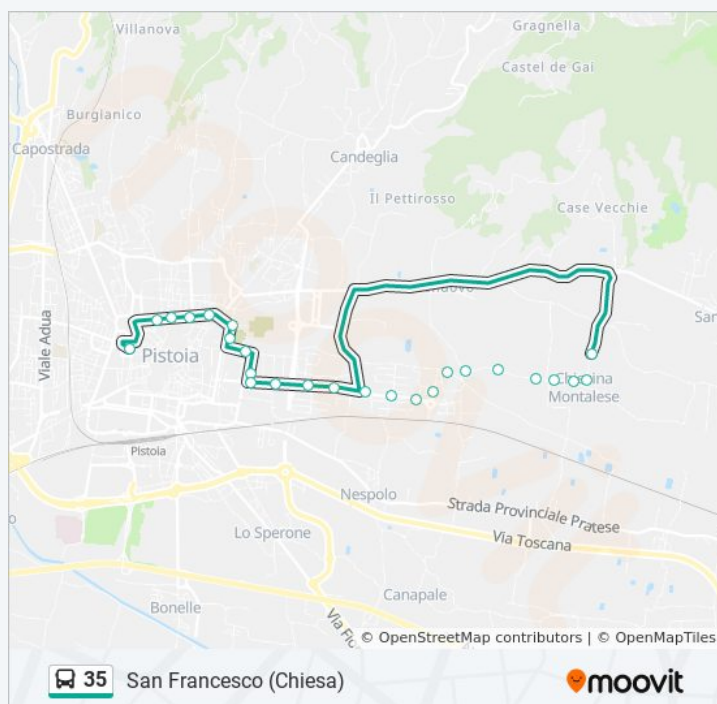 Gragnella
Villanova
Castel de Gai
Burgianico
Capostrada
Candeglia
Il Pettirosso
Case Vecchie
San
Viale Adua
Pistoia
Montalese
Pistoia
Nespolo
Strada Provinciale Pratese
Lo Sperone
Via Toscana
Canapale
Bonelle
© OpenStreetMap contributors | © OpenMapTiles
35 San Francesco (Chiesa)
moovit